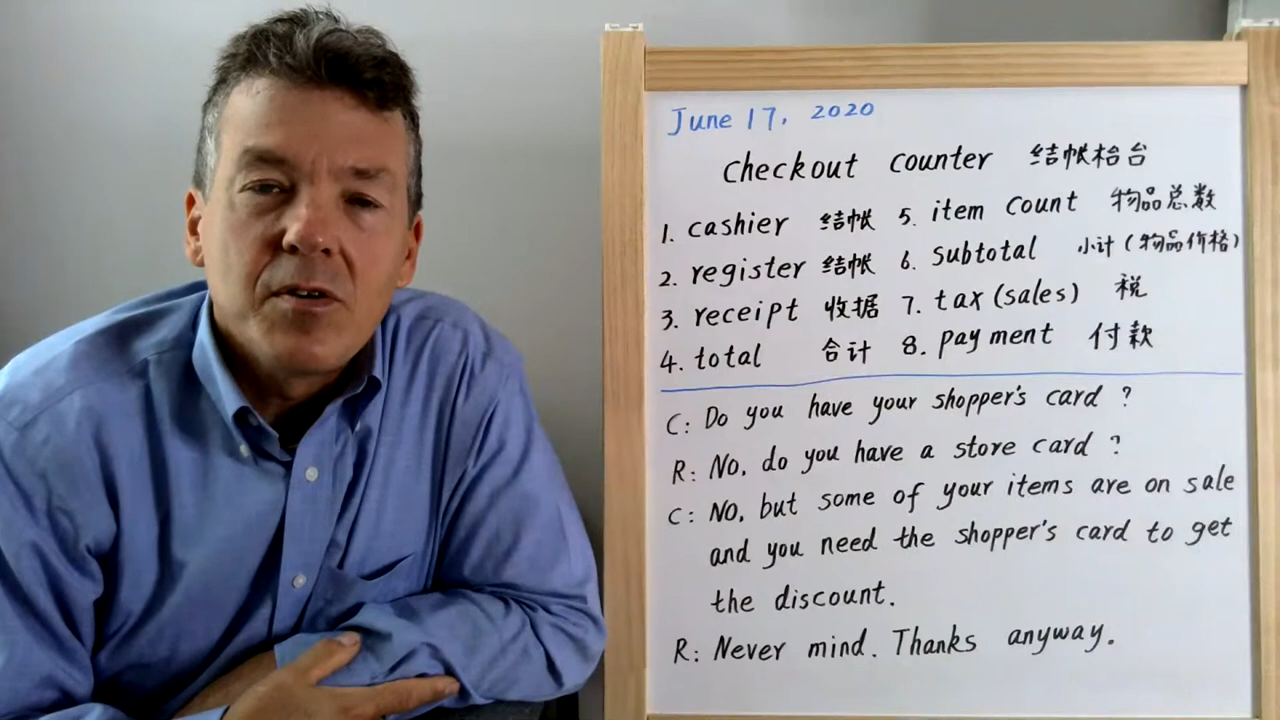 June 17, 2020
checkout counter 结帐枱台
1. cashier 结帐 5. item count 物品总数
2. register 结帐 6. subtotal 小计(物品价格)
3. receipt 收据 7. tax (sales) 税
4. total 合计 8. payment 付款
C: Do you have your shopper's card ?
R: No, do you have a store card ?
C: No, but some of your items are on sale
and you need the shopper's card to get
the discount.
R: Never mind. Thanks anyway.